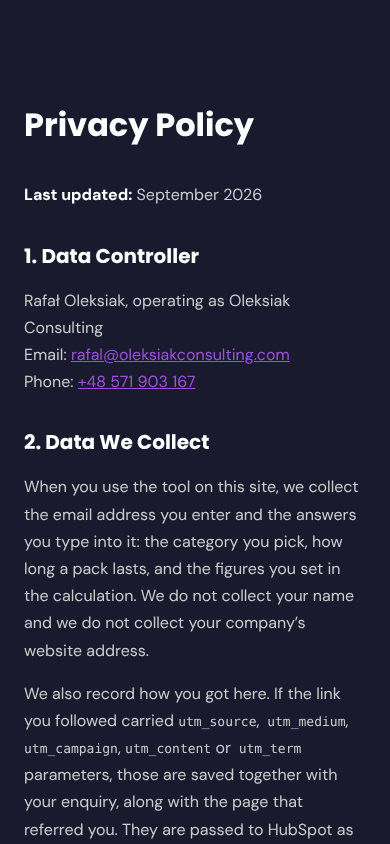 Privacy Policy
Last updated: September 2026
1. Data Controller
Rafał Oleksiak, operating as Oleksiak
Consulting
Email: rafal@oleksiakconsulting.com
Phone: +48 571 903 167
2. Data We Collect
When you use the tool on this site, we collect
the email address you enter and the answers
you type into it: the category you pick, how
long a pack lasts, and the figures you set in
the calculation. We do not collect your name
and we do not collect your company’s
website address.
We also record how you got here. If the link
you followed carried utm_source, utm_medium,
utm_campaign, utm_content or utm_term
parameters, those are saved together with
your enquiry, along with the page that
referred you. They are passed to HubSpot as